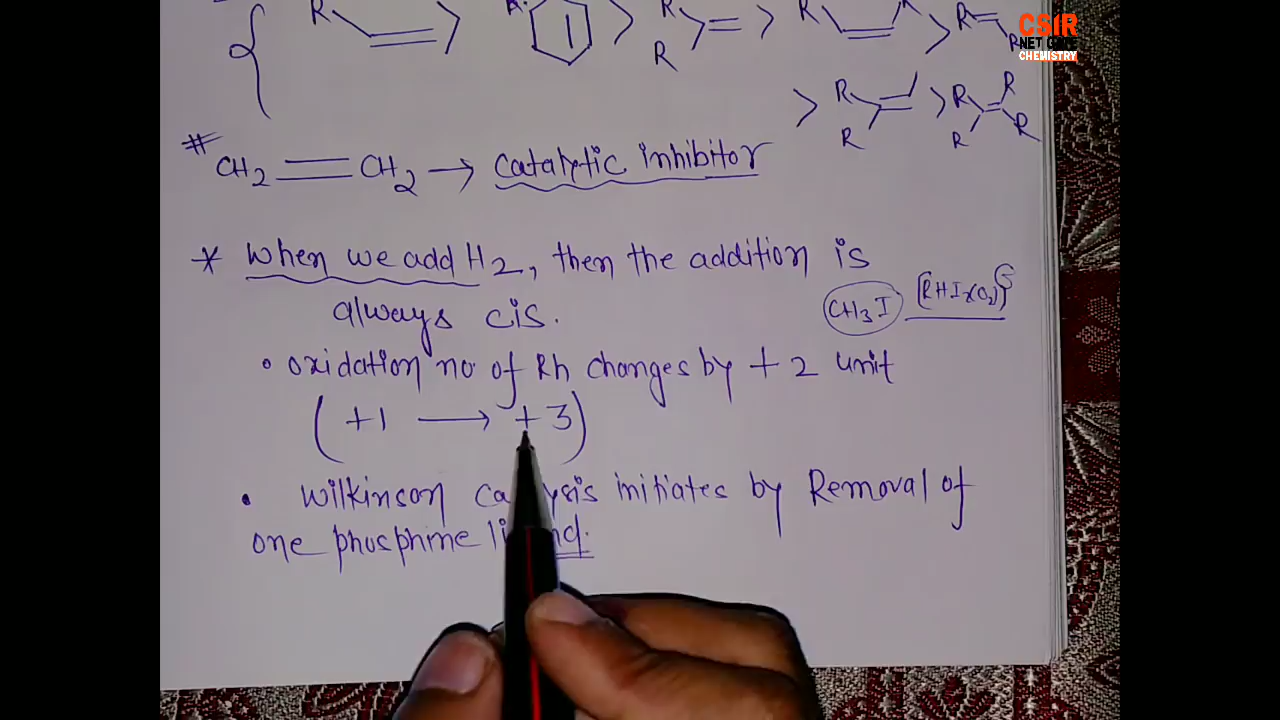 R
R
R
R
R
R
R
CSIR
NET GATE
CHEMISTRY
> R R > R R R
# CH2 = CH2 → catalytic inhibitor
* When we add H2, then the addition is
always cis.
CH3I
• oxidation no of Rh changes by +2 unit
(+1 → +3)
• Wilkinson catalysis initiates by Removal of
one phosphine ligand.